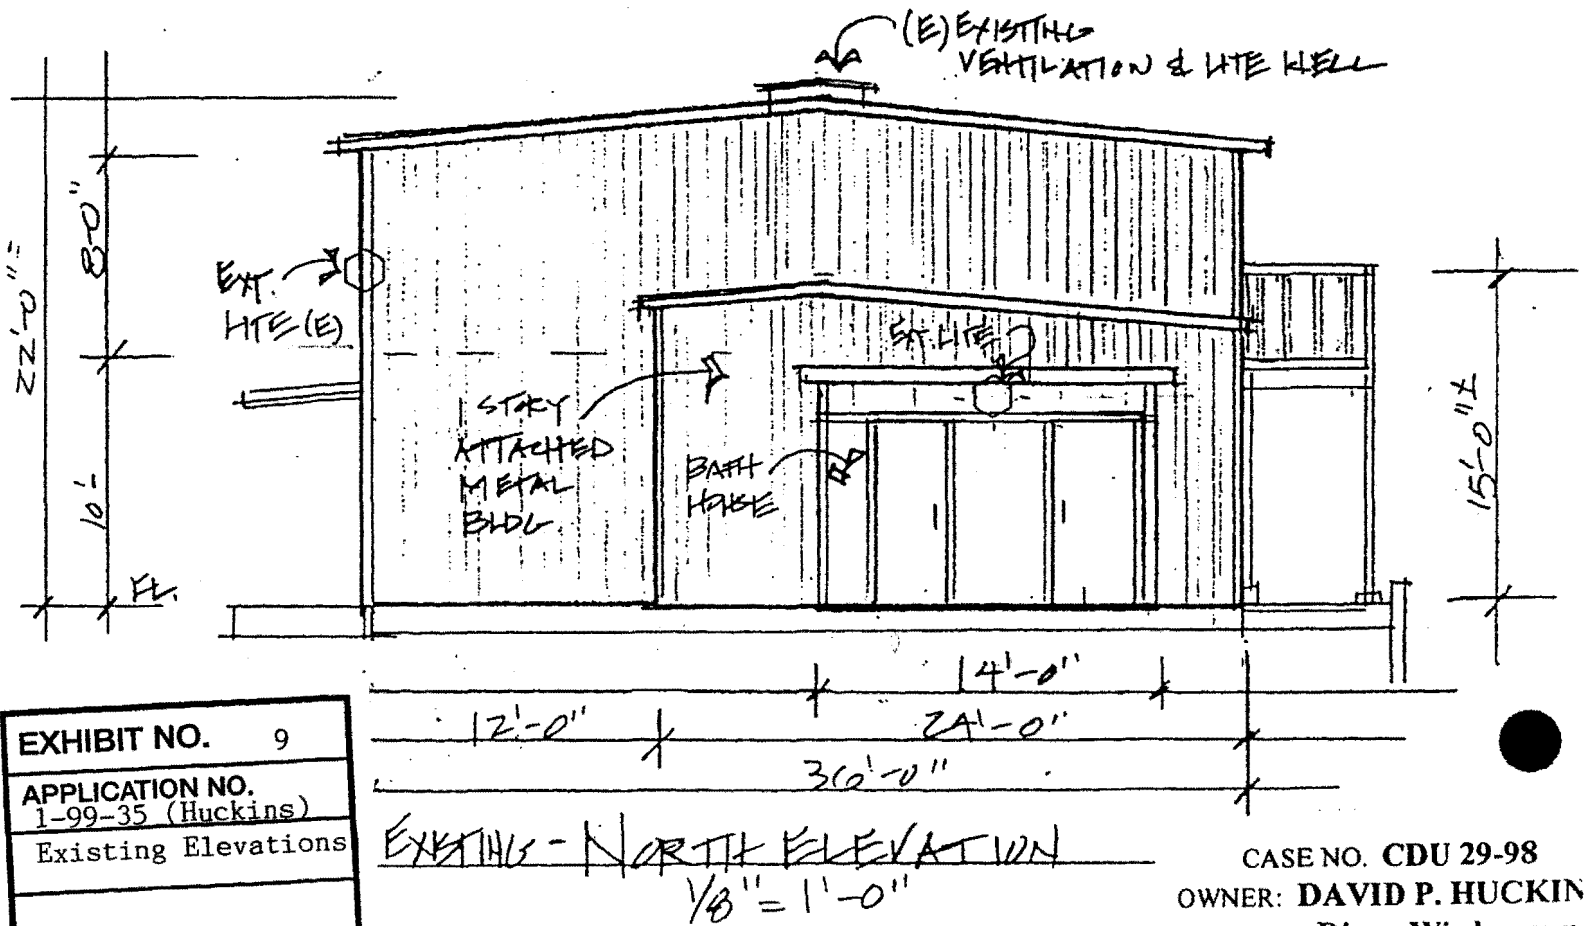 (E) EXISTING
VENTILATION & LITE WELL
22'-0"±
8'-0"
10'-
FL.
EXT.
LITE (E)
1 STORY
ATTACHED
METAL
BLDG.
EXT. LITE
BATH
HOUSE
15'-0"±
14'-0"
12'-0"
24'-0"
36'-0"
EXISTING - NORTH ELEVATION
1/8" = 1'-0"
EXHIBIT NO. 9
APPLICATION NO.
1-99-35 (Huckins)
Existing Elevations
CASE NO. CDU 29-98
OWNER: DAVID P. HUCKIN